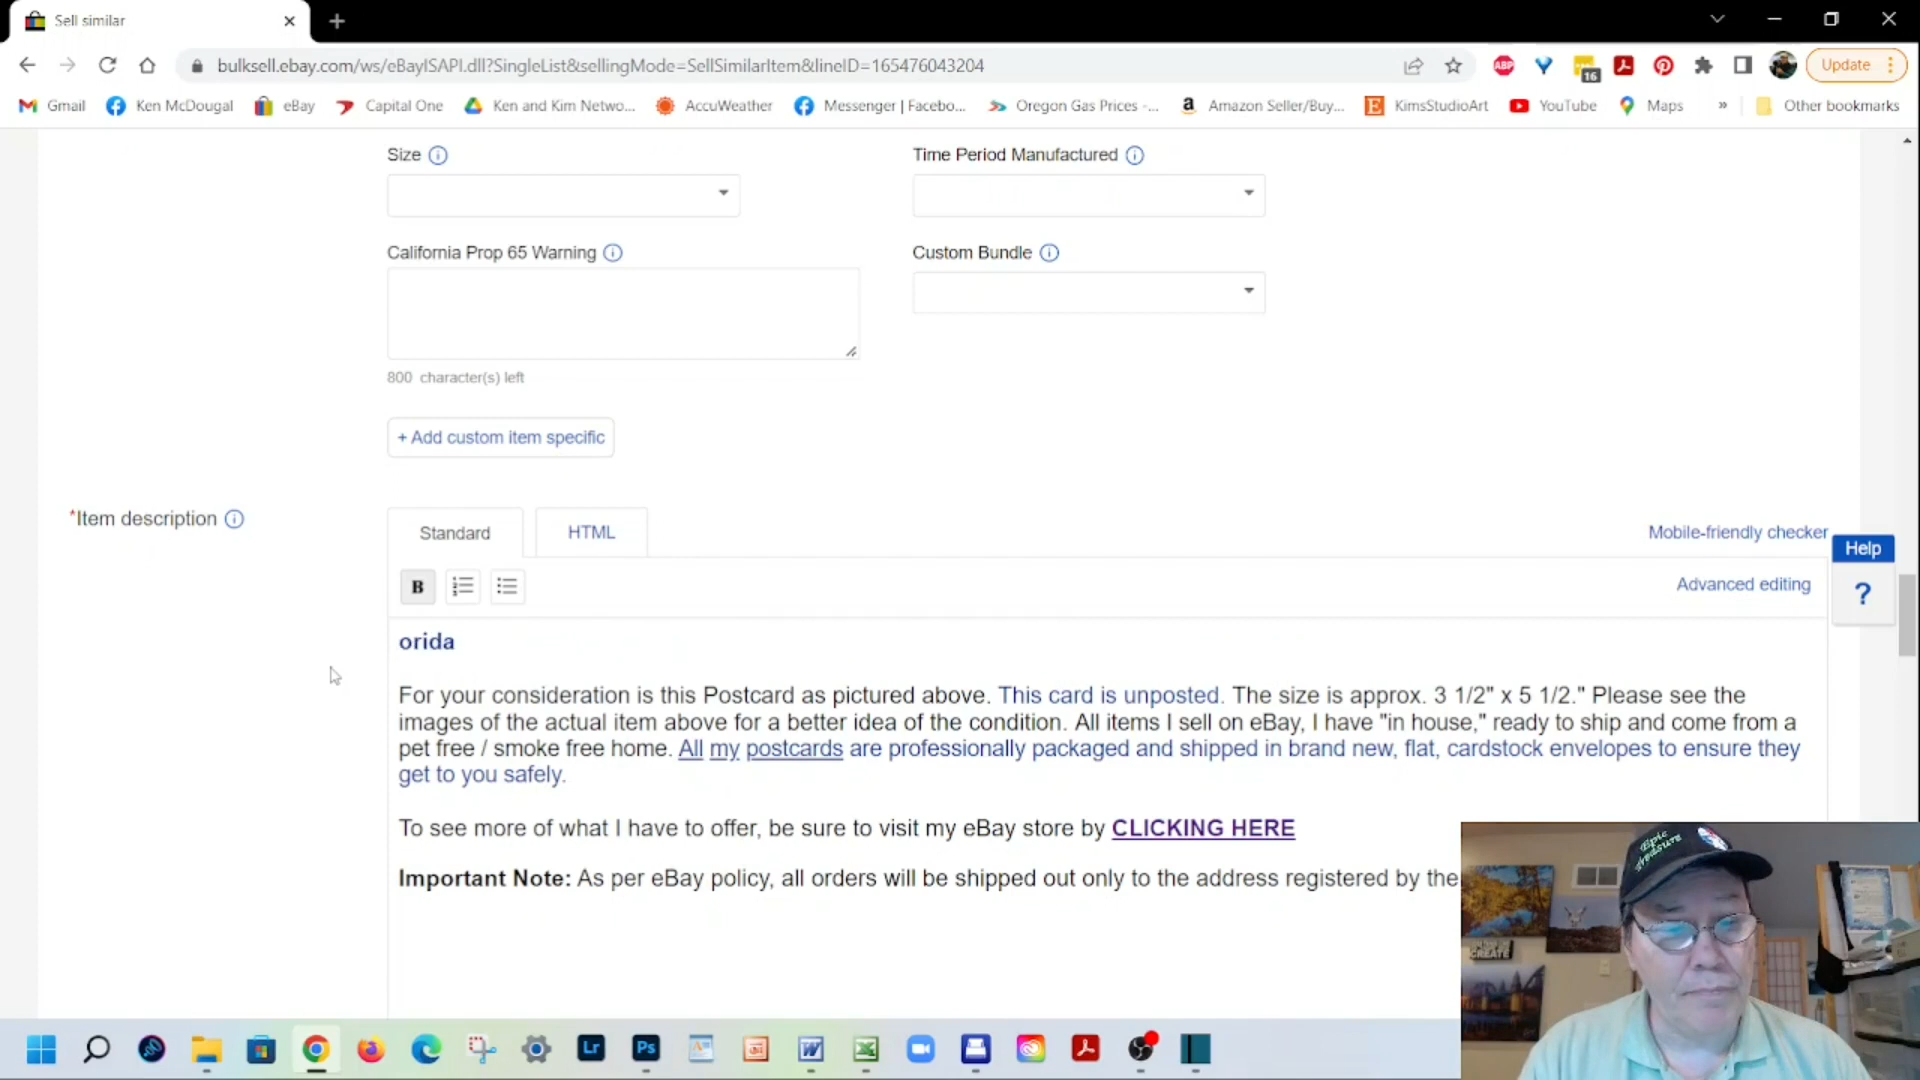 Sell similar
bulksell.ebay.com/ws/eBayISAPI.dll?SingleList&sellingMode=SellSimilarItem&lineID=165476043204
ABP
16
Update
Gmail Ken McDougal eBay Capital One Ken and Kim Netwo... AccuWeather Messenger | Facebo... Oregon Gas Prices -... Amazon Seller/Buy... KimsStudioArt YouTube Maps » Other bookmarks
Size Time Period Manufactured
California Prop 65 Warning Custom Bundle
800 character(s) left
+ Add custom item specific
*Item description Standard HTML Mobile-friendly checker
Help
B Advanced editing
?
orida
For your consideration is this Postcard as pictured above. This card is unposted. The size is approx. 3 1/2" x 5 1/2." Please see the
images of the actual item above for a better idea of the condition. All items I sell on eBay, I have "in house," ready to ship and come from a
pet free / smoke free home. All my postcards are professionally packaged and shipped in brand new, flat, cardstock envelopes to ensure they
get to you safely.
To see more of what I have to offer, be sure to visit my eBay store by CLICKING HERE
Important Note: As per eBay policy, all orders will be shipped out only to the address registered by the
Epic
Treasure
CREATE
Lr Ps